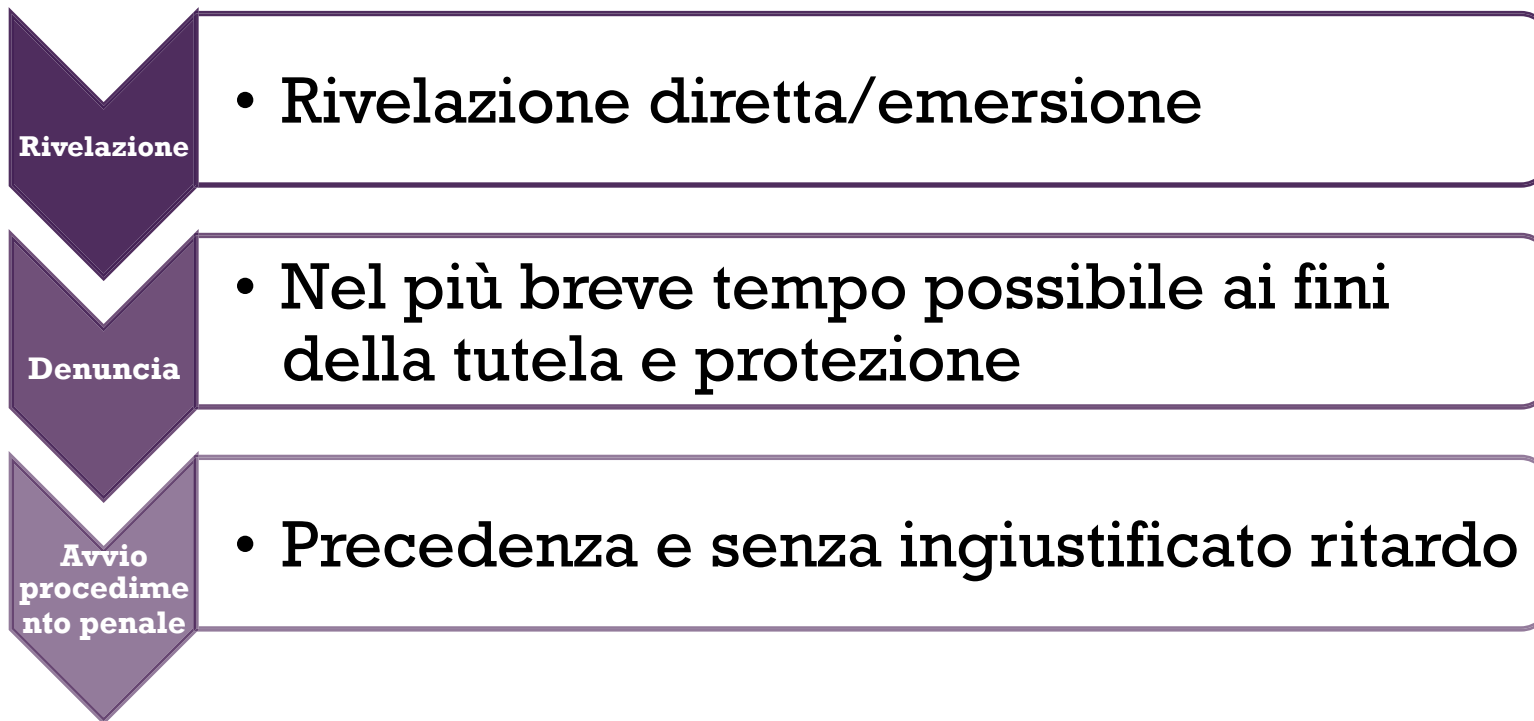 Rivelazione
• Rivelazione diretta/emersione
Denuncia
• Nel più breve tempo possibile ai fini
della tutela e protezione
Avvio
procedime
nto penale
• Precedenza e senza ingiustificato ritardo